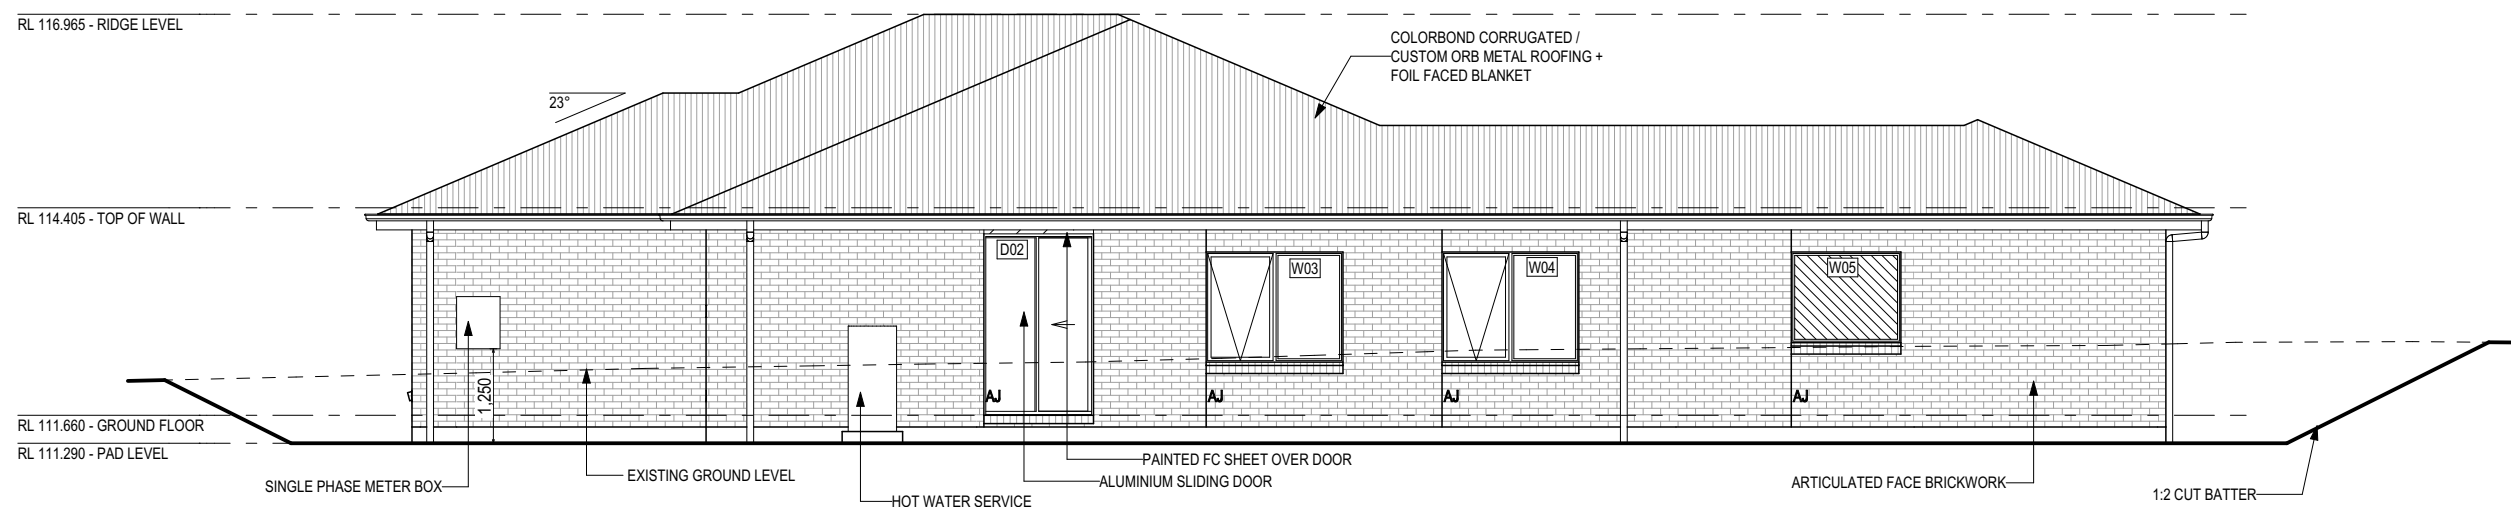 RL 116.965 - RIDGE LEVEL
COLORBOND CORRUGATED /
CUSTOM ORB METAL ROOFING +
FOIL FACED BLANKET
23°
RL 114.405 - TOP OF WALL
D02
W03
W04
W05
1,250
AJ
AJ
AJ
AJ
RL 111.660 - GROUND FLOOR
RL 111.290 - PAD LEVEL
SINGLE PHASE METER BOX
EXISTING GROUND LEVEL
HOT WATER SERVICE
PAINTED FC SHEET OVER DOOR
ALUMINIUM SLIDING DOOR
ARTICULATED FACE BRICKWORK
1:2 CUT BATTER